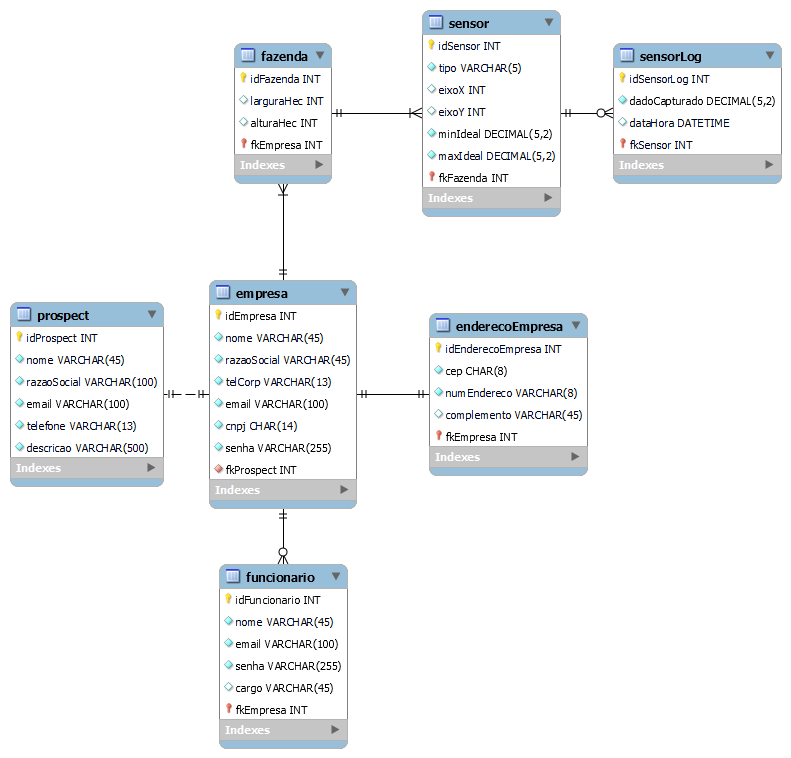 sensor
idSensor INT
tipo VARCHAR(5)
eixoX INT
eixoY INT
minIdeal DECIMAL(5,2)
maxIdeal DECIMAL(5,2)
fkFazenda INT
Indexes
fazenda
idFazenda INT
larguraHec INT
alturaHec INT
fkEmpresa INT
Indexes
sensorLog
idSensorLog INT
dadoCapturado DECIMAL(5,2)
dataHora DATETIME
fkSensor INT
Indexes
empresa
idEmpresa INT
nome VARCHAR(45)
razaoSocial VARCHAR(45)
telCorp VARCHAR(13)
email VARCHAR(100)
cnpj CHAR(14)
senha VARCHAR(255)
fkProspect INT
Indexes
prospect
idProspect INT
nome VARCHAR(45)
razaoSocial VARCHAR(100)
email VARCHAR(100)
telefone VARCHAR(13)
descricao VARCHAR(500)
Indexes
enderecoEmpresa
idEnderecoEmpresa INT
cep CHAR(8)
numEndereco VARCHAR(8)
complemento VARCHAR(45)
fkEmpresa INT
Indexes
funcionario
idFuncionario INT
nome VARCHAR(45)
email VARCHAR(100)
senha VARCHAR(255)
cargo VARCHAR(45)
fkEmpresa INT
Indexes